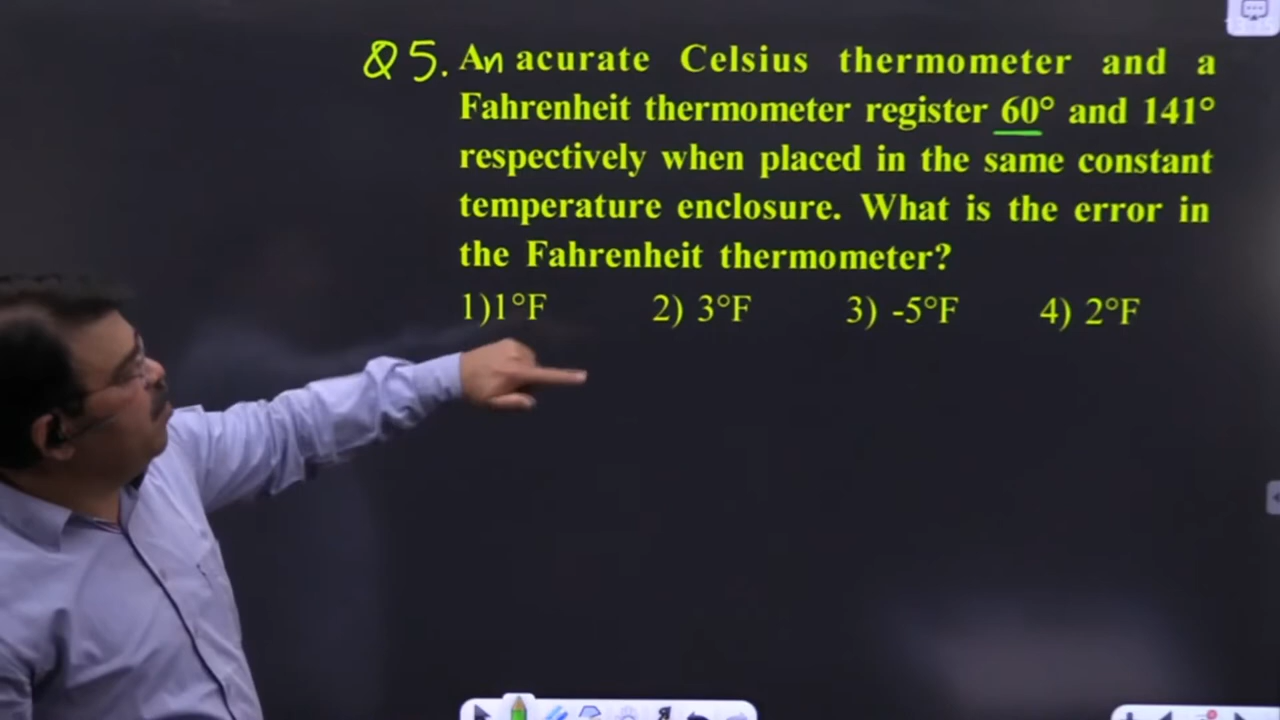 Q5. An acurate Celsius thermometer and a
Fahrenheit thermometer register 60° and 141°
respectively when placed in the same constant
temperature enclosure. What is the error in
the Fahrenheit thermometer?
1)1°F 2) 3°F 3) -5°F 4) 2°F